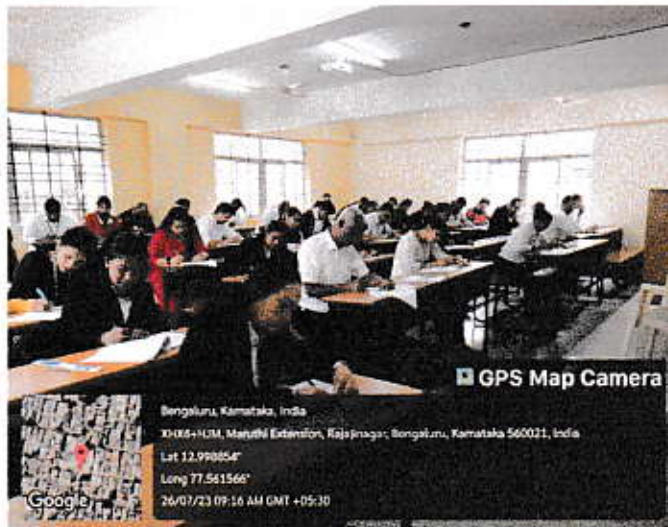 GPS Map Camera
Bengaluru, Karnataka, India
XHX6+HJM, Maruthi Extension, Rajajinagar, Bengaluru, Karnataka 560021, India
Lat 12.998854°
Long 77.561566°
26/07/23 09:16 AM GMT +05:30
Google